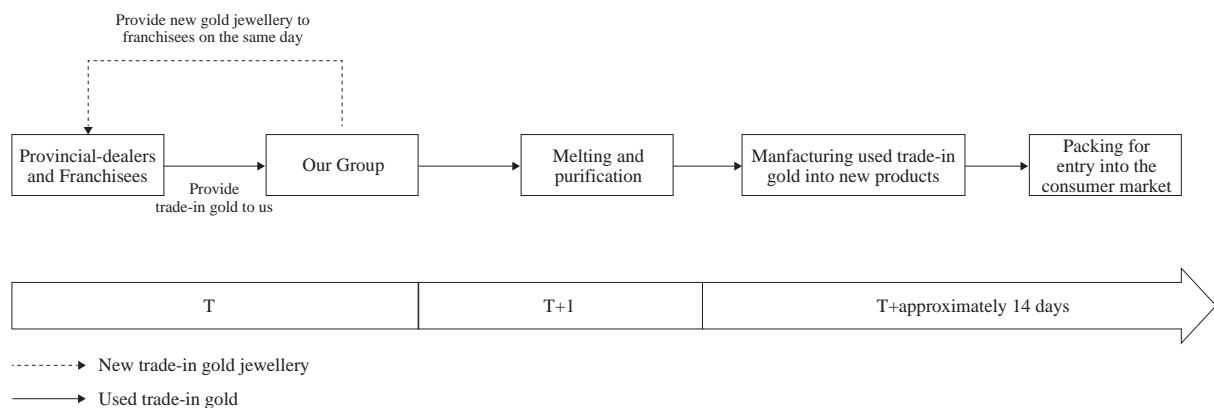 Provide new gold jewellery to
franchisees on the same day
Provincial-dealers
and Franchisees
Provide
trade-in gold to us
Our Group
Melting and
purification
Manfacturing used trade-in
gold into new products
Packing for
entry into the
consumer market
T
T+1
T+approximately 14 days
New trade-in gold jewellery
Used trade-in gold